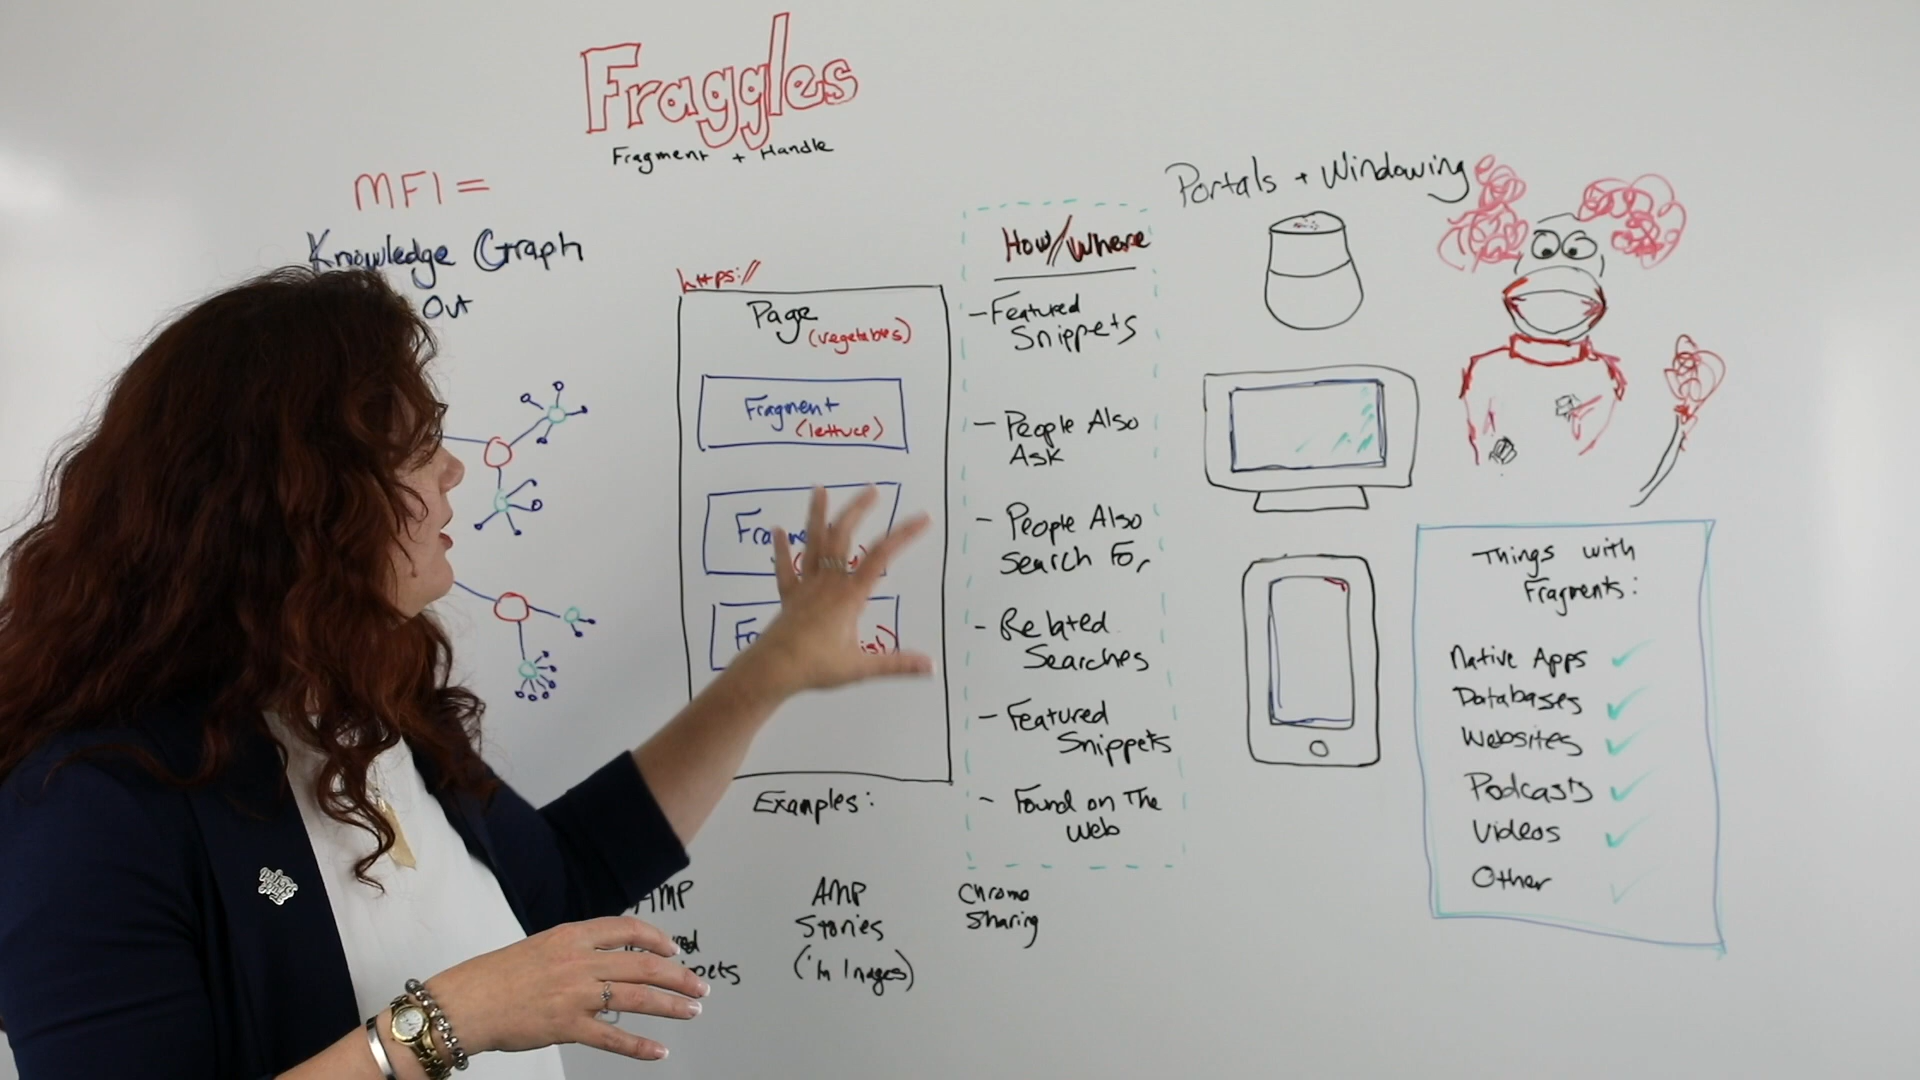 Fraggles
Fragment + Handle
MFI =
Knowledge Graph
Out
https://
Page
(vegetables)
Fragment
(lettuce)
How/Where
- Featured
Snippets
- People Also
Ask
- People Also
Search For
- Related
Searches
- Featured
Snippets
- Found on The
Web
Examples:
AMP
AMP
Stories
('in Images)
Chrome
Sharing
Portals + Windowing
Things with
Fragments:
Native Apps
Databases
Websites
Podcasts
Videos
Other